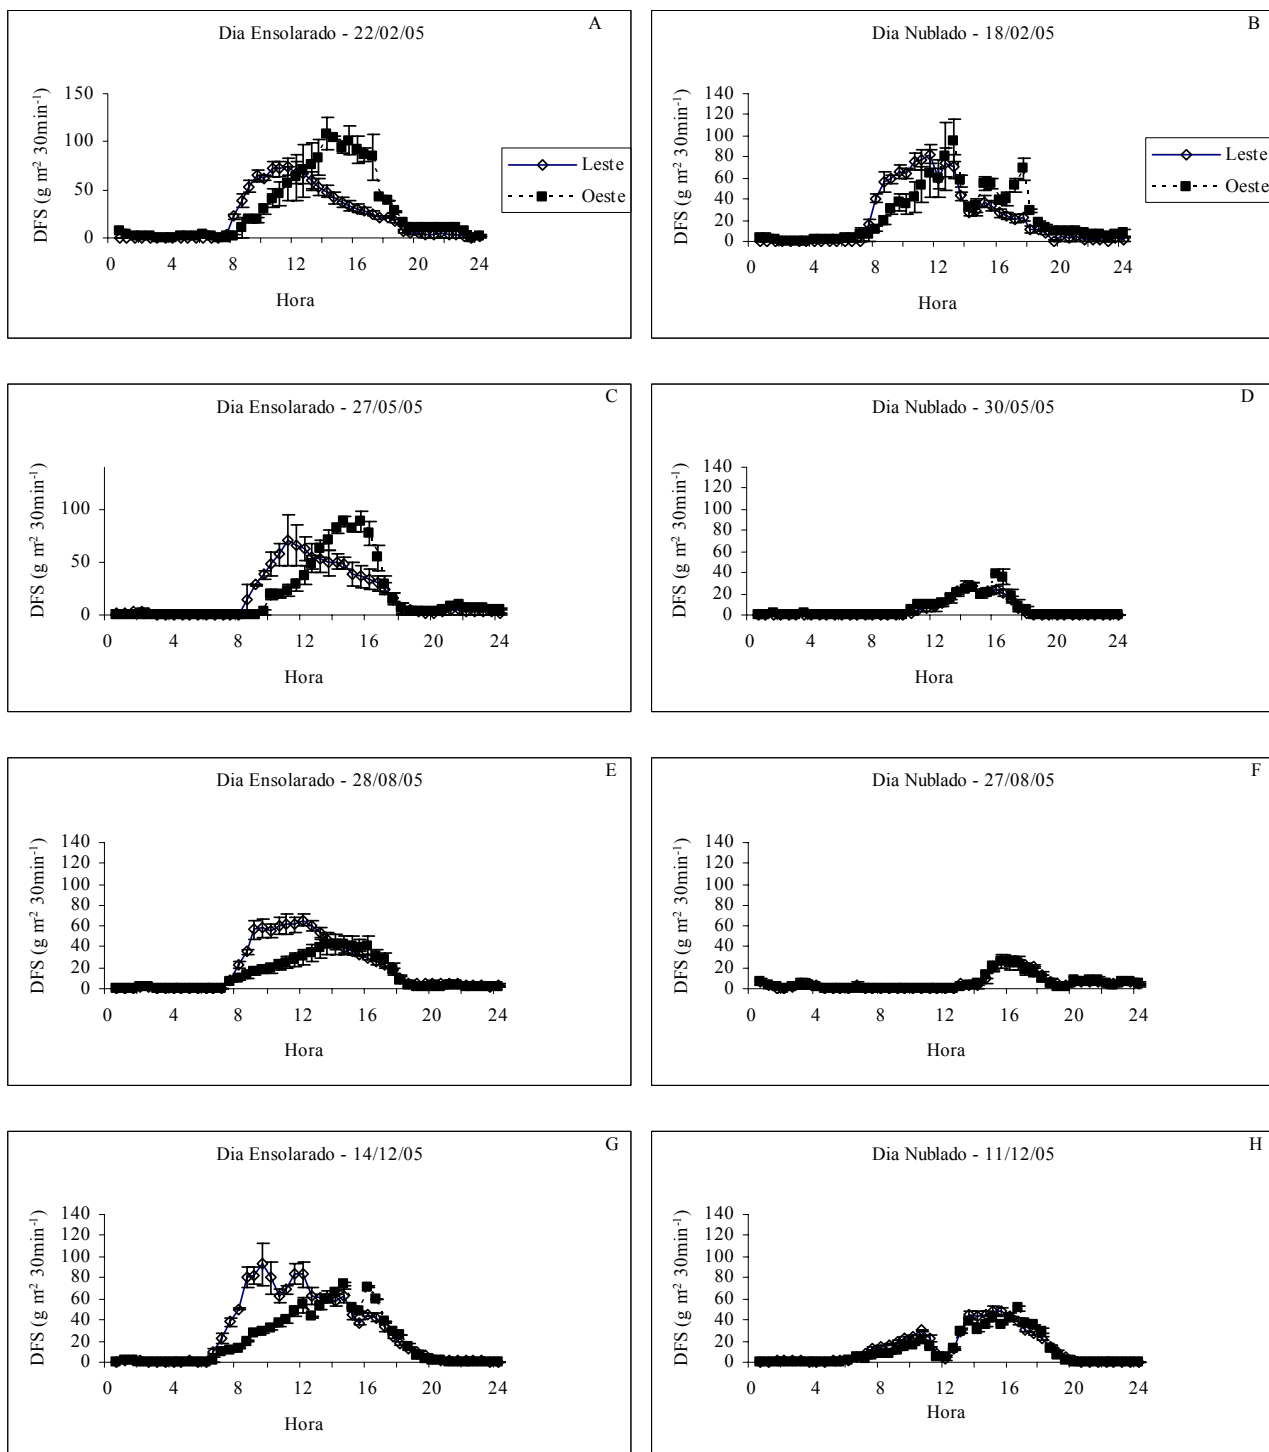 A
Dia Ensolarado - 22/02/05
DFS (g m² 30min⁻¹)
150
100
50
0
0 4 8 12 16 20 24
Hora
Leste
Oeste
B
Dia Nublado - 18/02/05
DFS (g m² 30min⁻¹)
140
120
100
80
60
40
20
0
0 4 8 12 16 20 24
Hora
Leste
Oeste
C
Dia Ensolarado - 27/05/05
DFS (g m² 30min⁻¹)
100
50
0
0 4 8 12 16 20 24
Hora
D
Dia Nublado - 30/05/05
DFS (g m² 30min⁻¹)
140
120
100
80
60
40
20
0
0 4 8 12 16 20 24
Hora
E
Dia Ensolarado - 28/08/05
DFS (g m² 30min⁻¹)
140
120
100
80
60
40
20
0
0 4 8 12 16 20 24
Hora
F
Dia Nublado - 27/08/05
DFS (g m² 30min⁻¹)
140
120
100
80
60
40
20
0
0 4 8 12 16 20 24
Hora
G
Dia Ensolarado - 14/12/05
DFS (g m² 30min⁻¹)
140
120
100
80
60
40
20
0
0 4 8 12 16 20 24
Hora
H
Dia Nublado - 11/12/05
DFS (g m² 30min⁻¹)
140
120
100
80
60
40
20
0
0 4 8 12 16 20 24
Hora